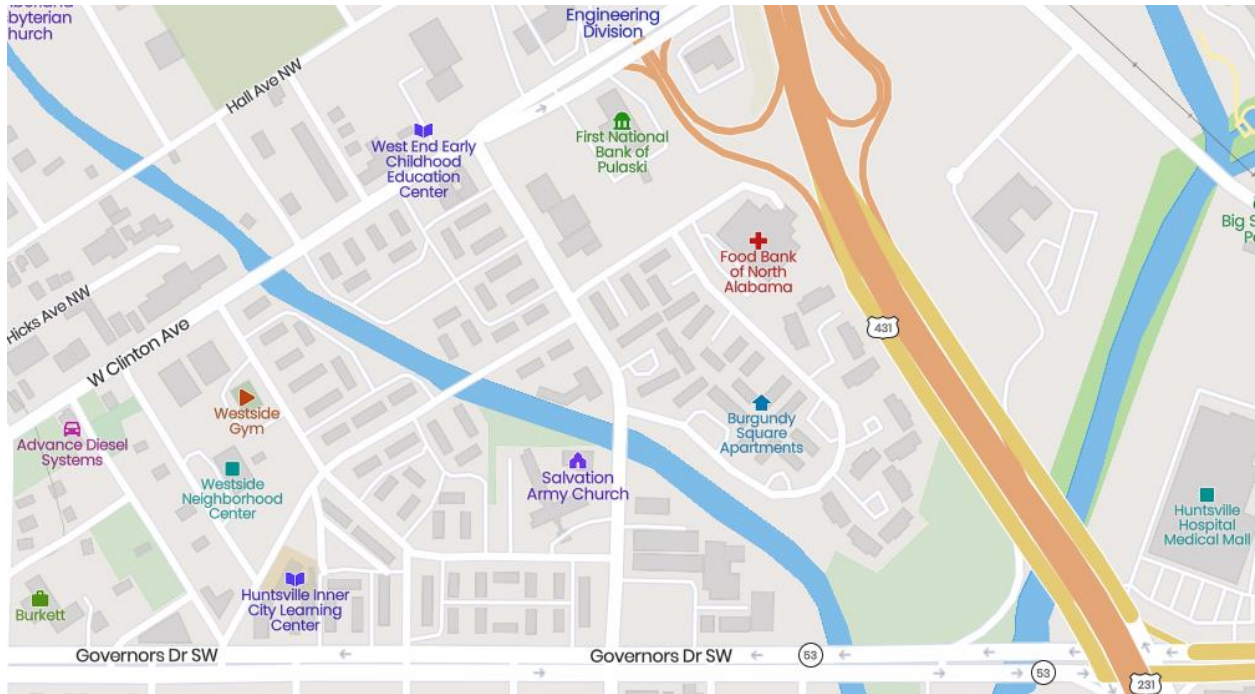 sbyterian
hurch
Engineering
Division
Hall Ave NW
West End Early
Childhood
Education
Center
First National
Bank of
Pulaski
Food Bank
of North
Alabama
Big S
P
Hicks Ave NW
W Clinton Ave
431
Westside
Gym
Advance Diesel
Systems
Burgundy
Square
Apartments
Westside
Neighborhood
Center
Salvation
Army Church
Huntsville
Hospital
Medical Mall
Huntsville Inner
City Learning
Center
Burkett
Governors Dr SW
Governors Dr SW
53
53
231